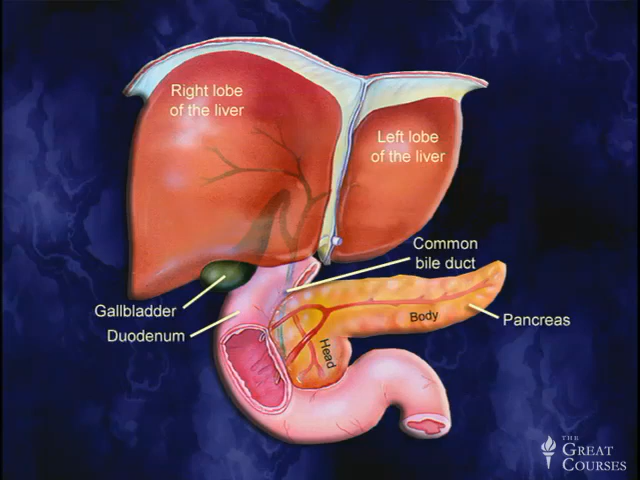 Right lobe
of the liver
Left lobe
of the liver
Common
bile duct
Gallbladder
Duodenum
Body
Pancreas
Head
THE
GREAT
COURSES